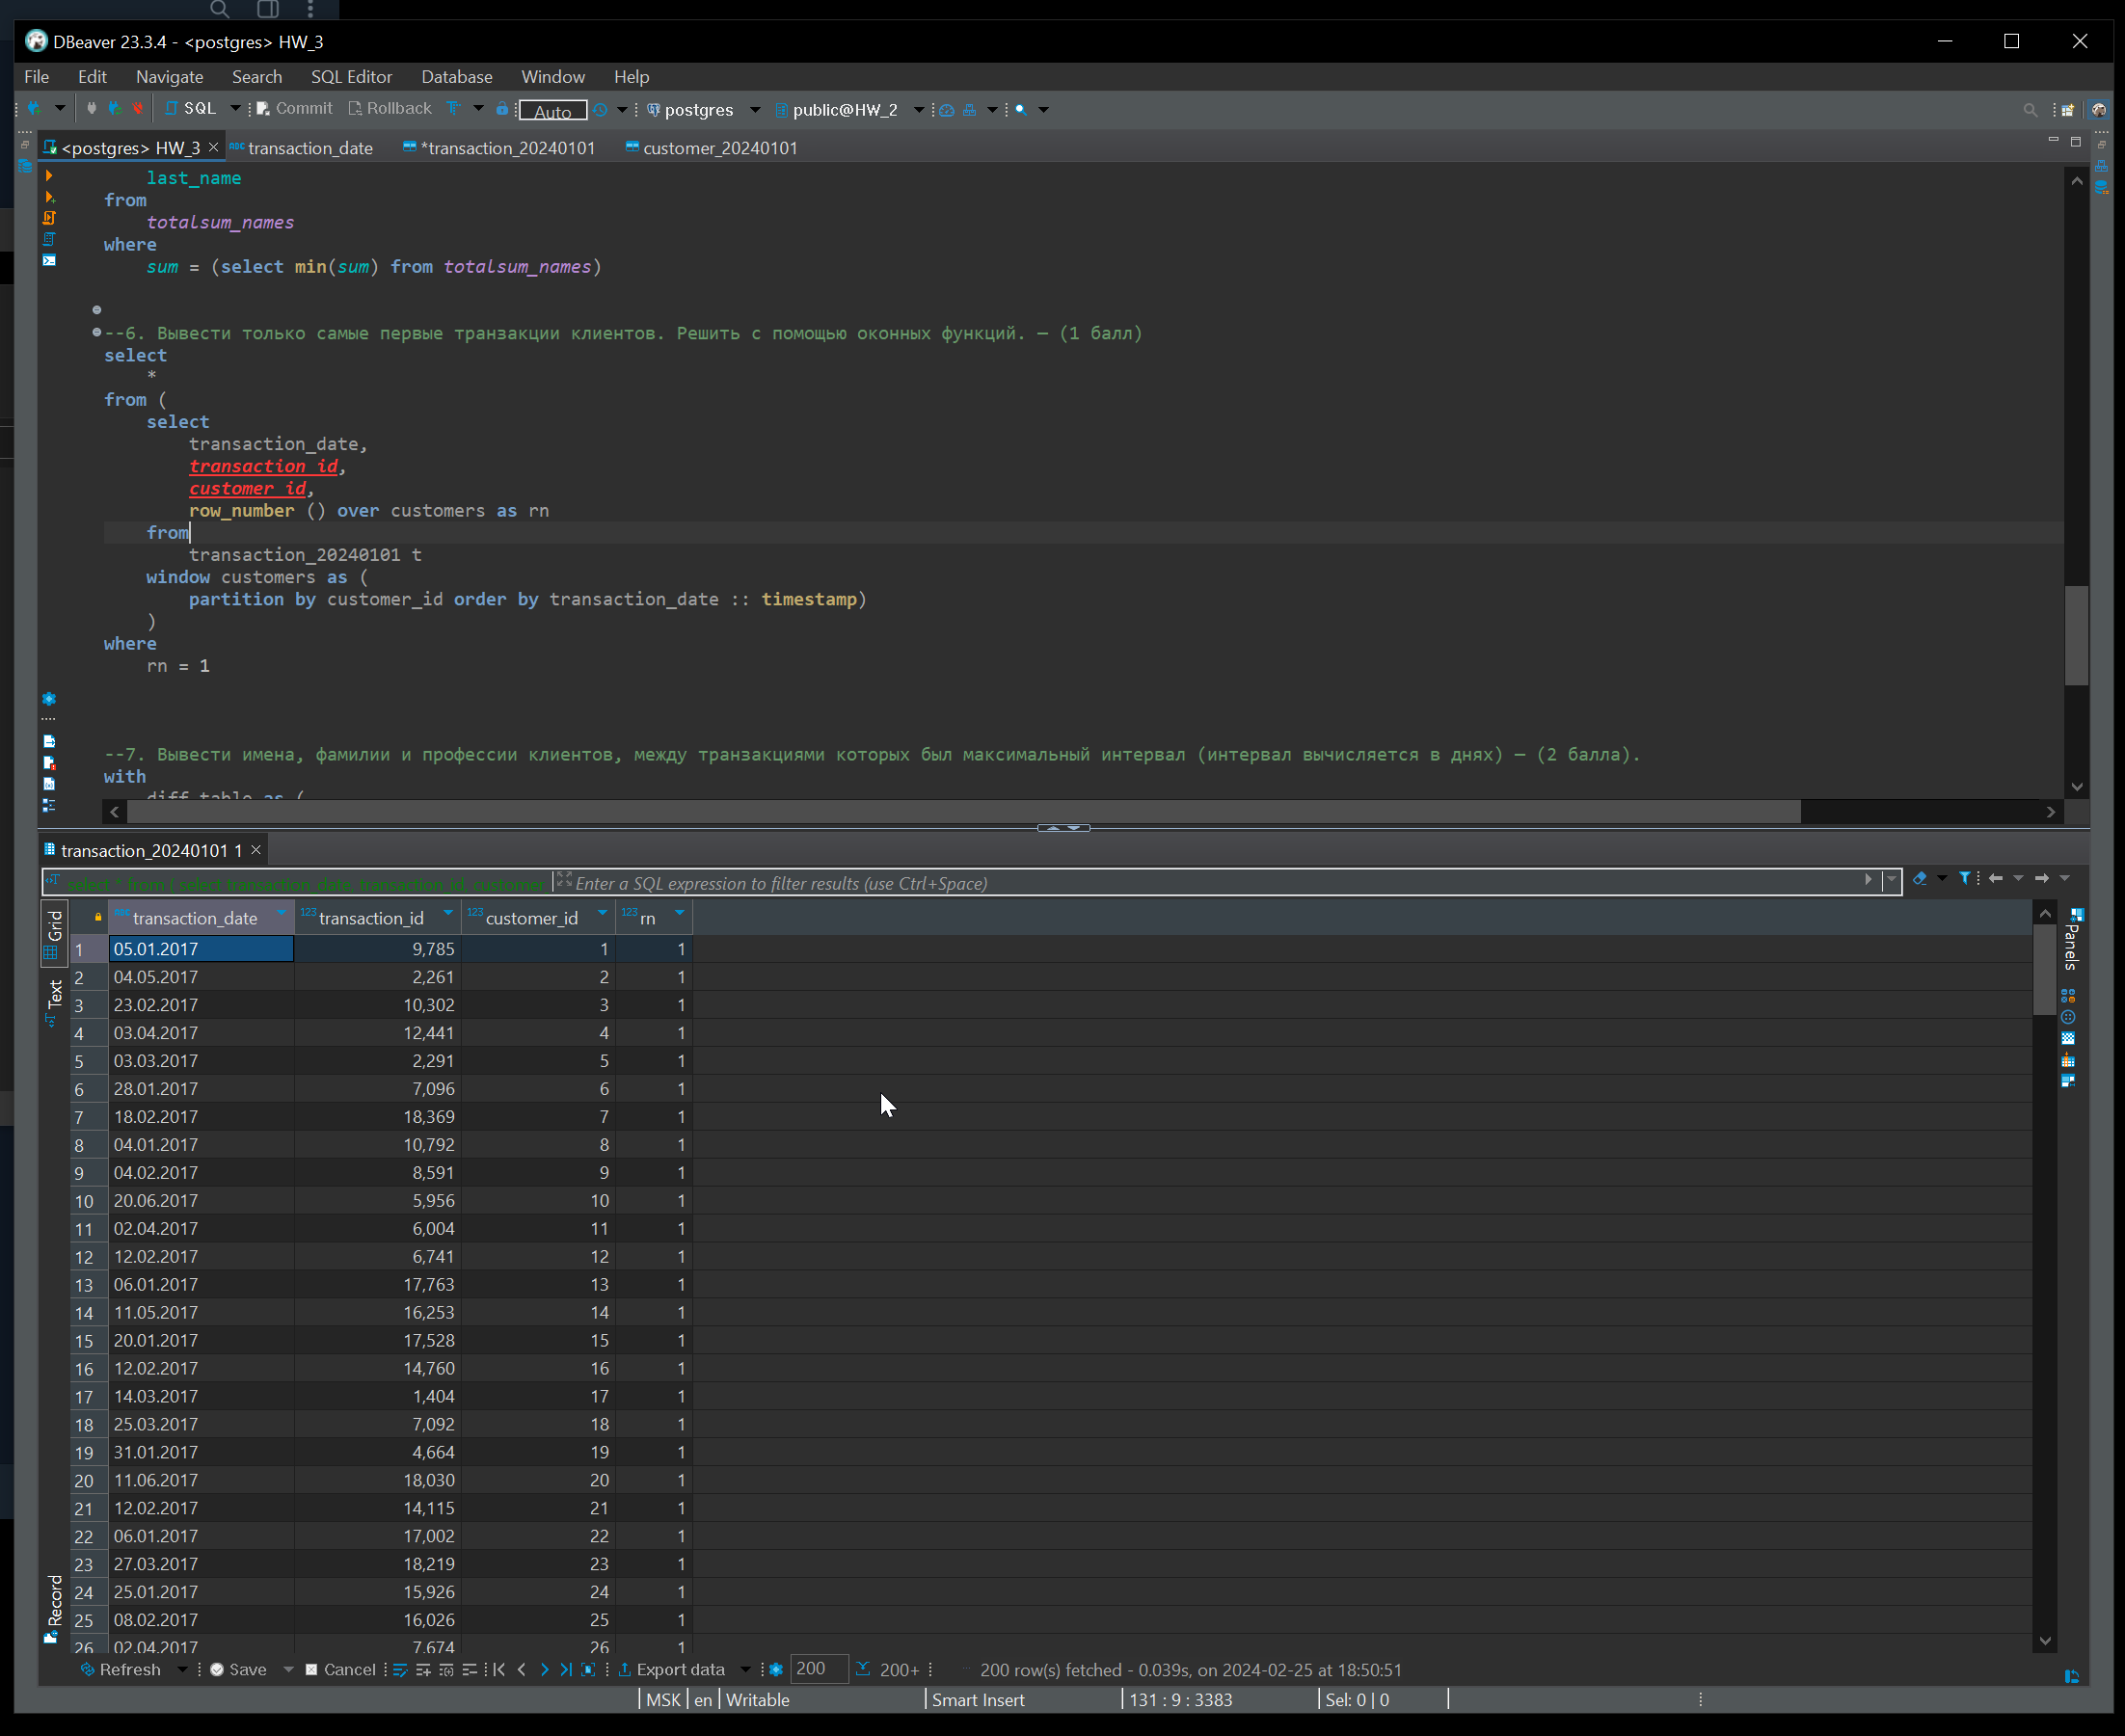 DBeaver 23.3.4 - <postgres> HW_3
File Edit Navigate Search SQL Editor Database Window Help
SQL Commit Rollback Auto postgres public@HW_2
<postgres> HW_3 transaction_date *transaction_20240101 customer_20240101
last_name
from
totalsum_names
where
sum = (select min(sum) from totalsum_names)
--6. Вывести только самые первые транзакции клиентов. Решить с помощью оконных функций. — (1 балл)
select
*
from (
select
transaction_date,
transaction_id,
customer_id,
row_number () over customers as rn
from
transaction_20240101 t
window customers as (
partition by customer_id order by transaction_date :: timestamp)
)
where
rn = 1
--7. Вывести имена, фамилии и профессии клиентов, между транзакциями которых был максимальный интервал (интервал вычисляется в днях) — (2 балла).
with
diff_table as (
transaction_20240101 1
select * from ( select transaction_date, transaction_id, customer Enter a SQL expression to filter results (use Ctrl+Space)
Grid
Text
Record
Panels
transaction_date 123 transaction_id 123 customer_id 123 rn
1 05.01.2017 9,785 1 1
2 04.05.2017 2,261 2 1
3 23.02.2017 10,302 3 1
4 03.04.2017 12,441 4 1
5 03.03.2017 2,291 5 1
6 28.01.2017 7,096 6 1
7 18.02.2017 18,369 7 1
8 04.01.2017 10,792 8 1
9 04.02.2017 8,591 9 1
10 20.06.2017 5,956 10 1
11 02.04.2017 6,004 11 1
12 12.02.2017 6,741 12 1
13 06.01.2017 17,763 13 1
14 11.05.2017 16,253 14 1
15 20.01.2017 17,528 15 1
16 12.02.2017 14,760 16 1
17 14.03.2017 1,404 17 1
18 25.03.2017 7,092 18 1
19 31.01.2017 4,664 19 1
20 11.06.2017 18,030 20 1
21 12.02.2017 14,115 21 1
22 06.01.2017 17,002 22 1
23 27.03.2017 18,219 23 1
24 25.01.2017 15,926 24 1
25 08.02.2017 16,026 25 1
26 02.04.2017 7,674 26 1
Refresh Save Cancel Export data 200 200+ 200 row(s) fetched - 0.039s, on 2024-02-25 at 18:50:51
MSK en Writable Smart Insert 131 : 9 : 3383 Sel: 0 | 0